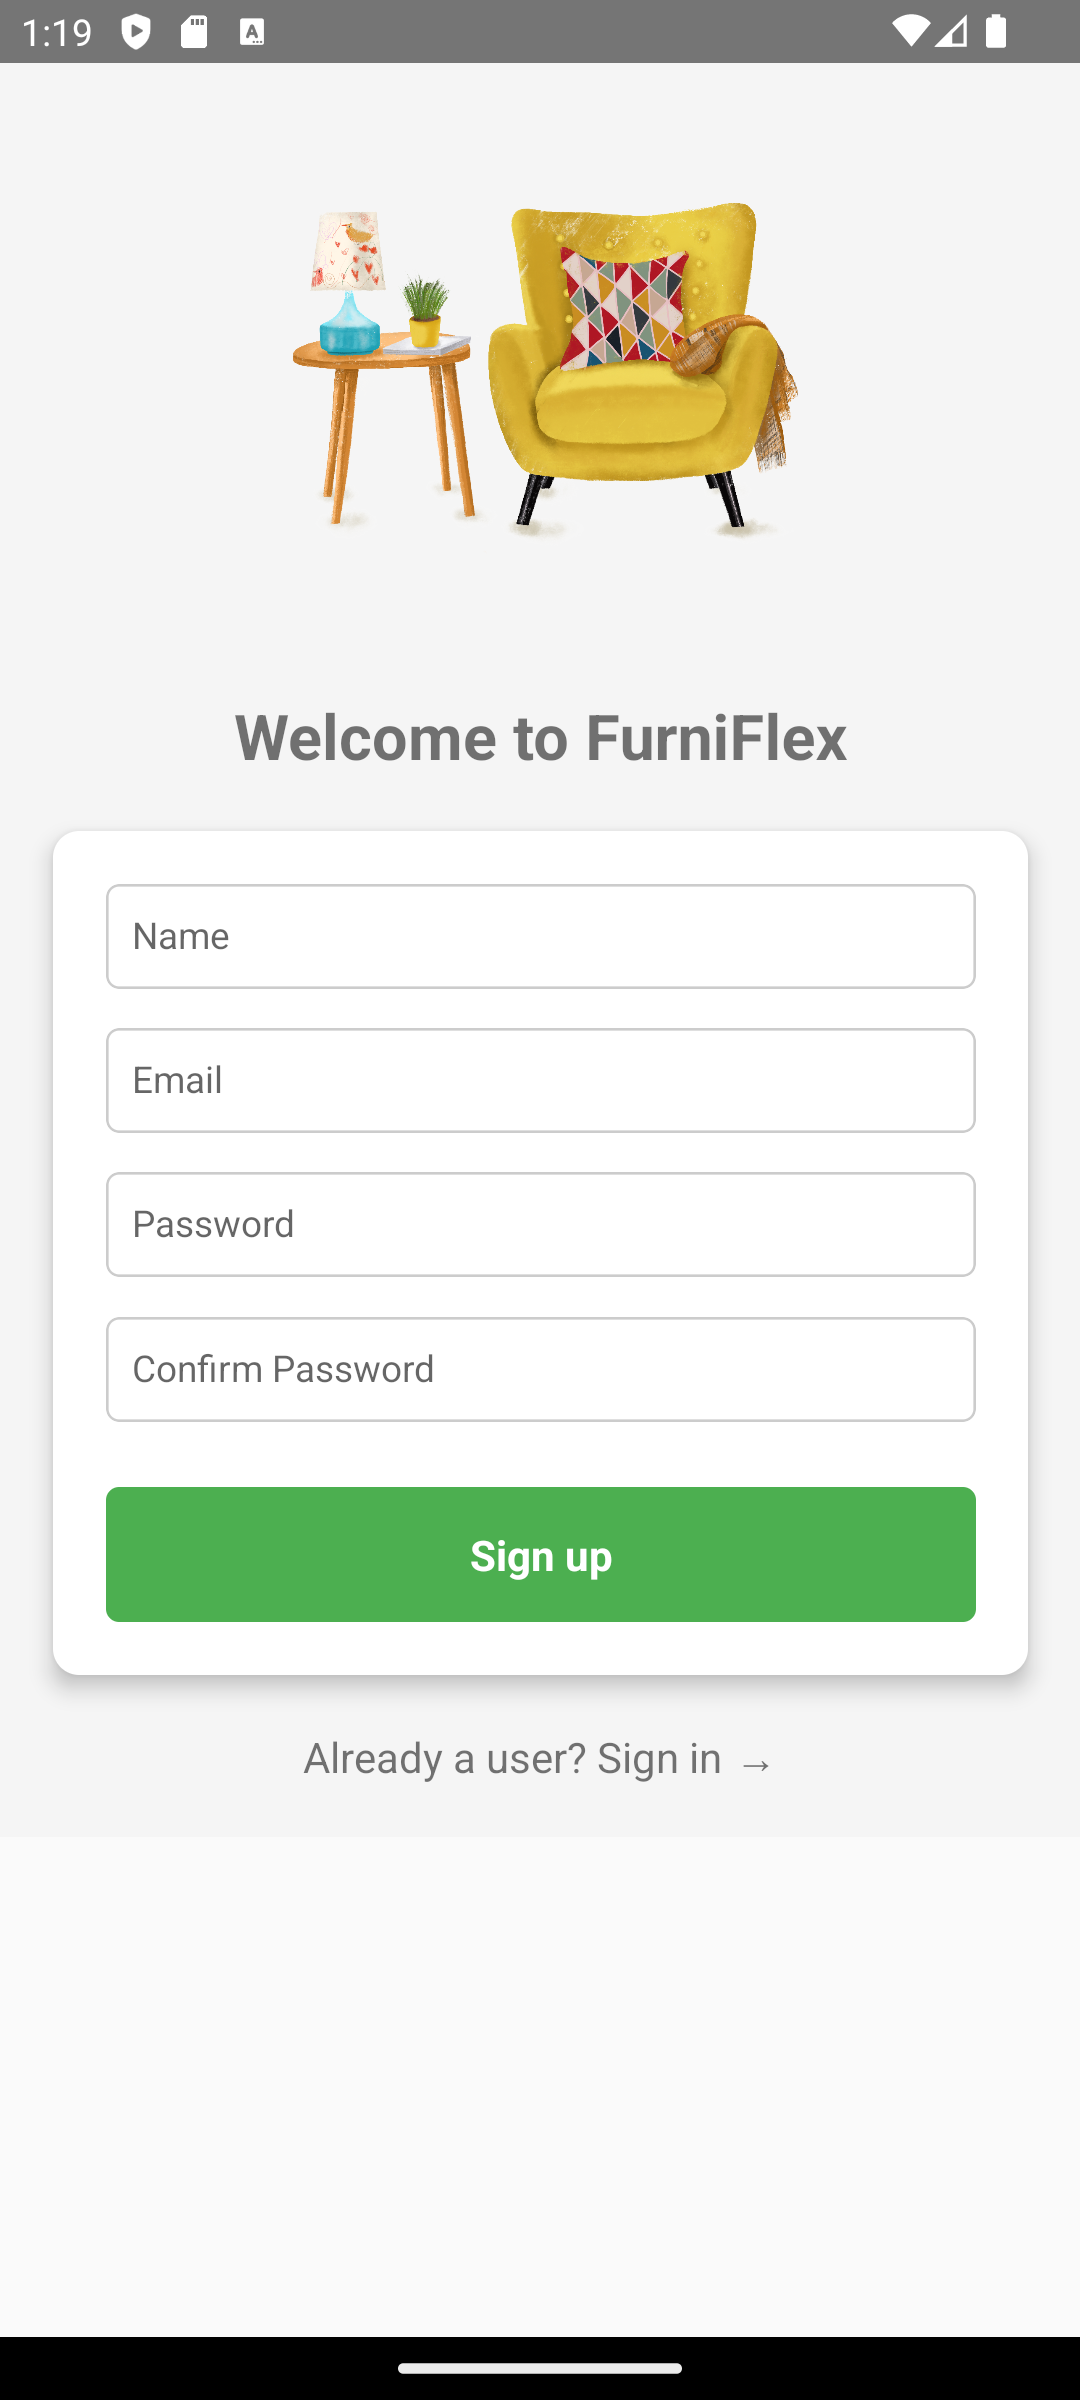 1:19
Welcome to FurniFlex
Name
Email
Password
Confirm Password
Sign up
Already a user? Sign in →